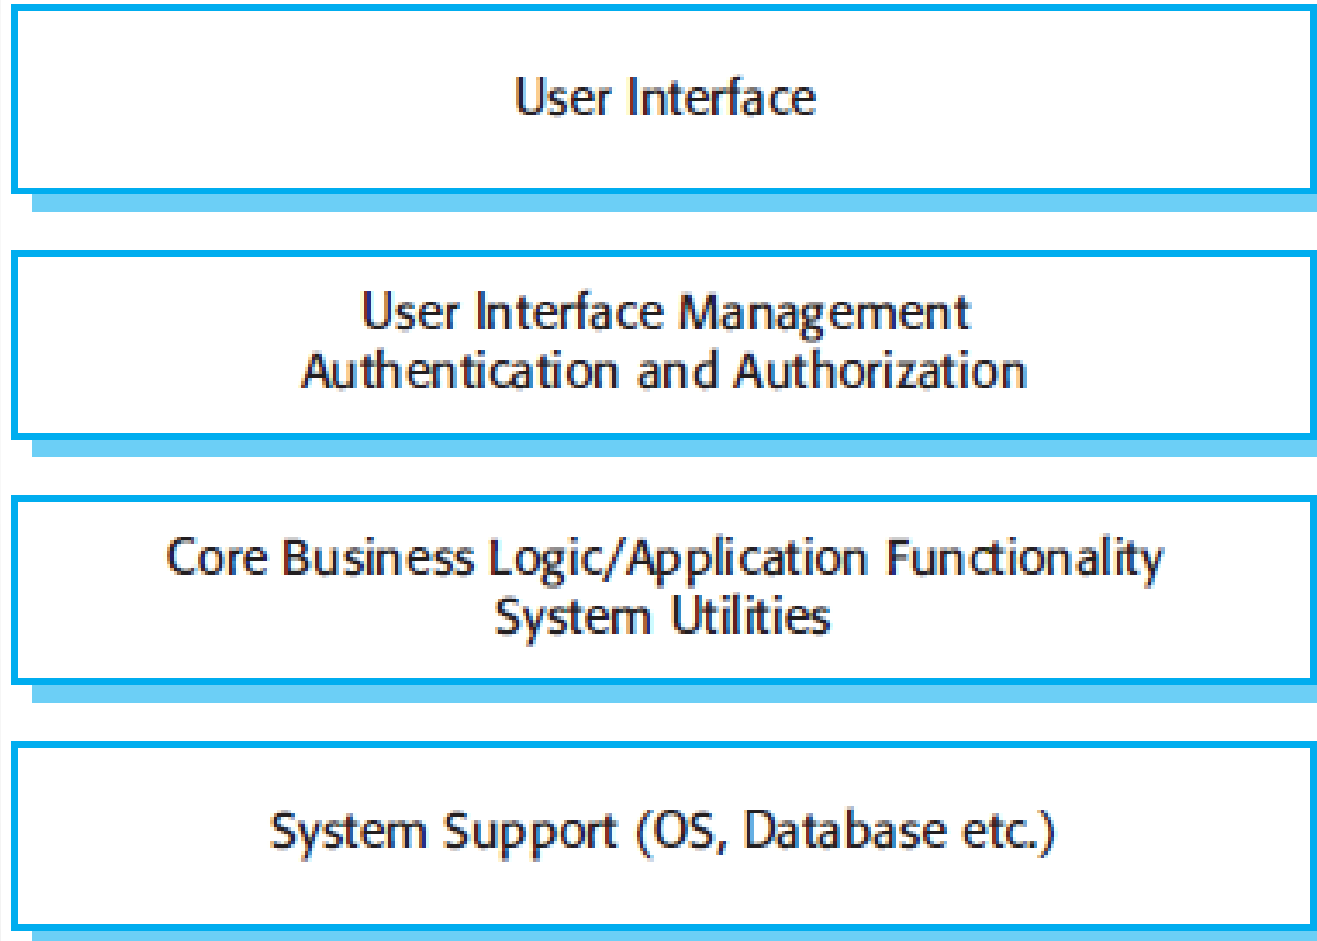 User Interface
User Interface Management
Authentication and Authorization
Core Business Logic/Application Functionality
System Utilities
System Support (OS, Database etc.)